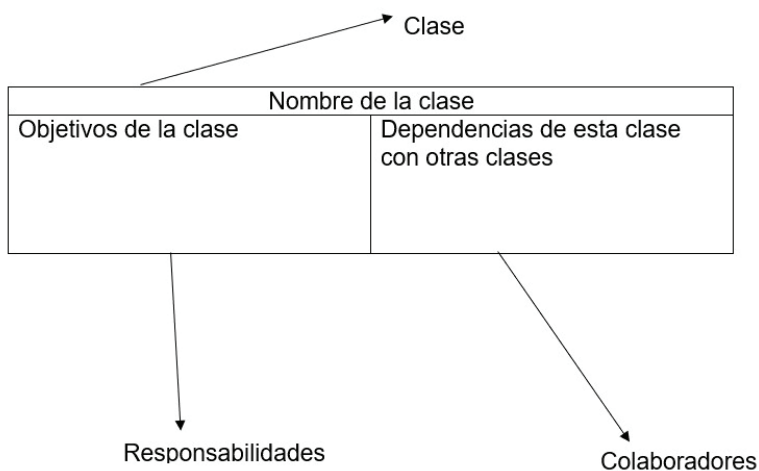 Clase
Nombre de la clase
Objetivos de la clase
Dependencias de esta clase
con otras clases
Responsabilidades
Colaboradores